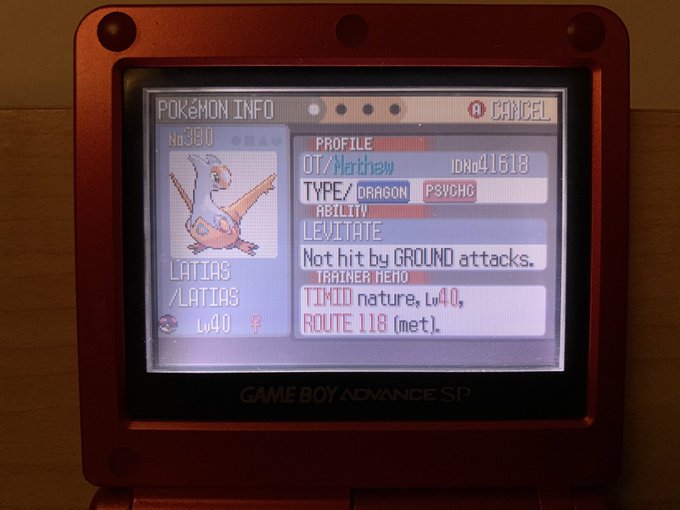 POKéMON INFO
A CANCEL
No380
PROFILE
OT/Nathew
IDNo41618
TYPE/ DRAGON PSYCHC
ABILITY
LEVITATE
Not hit by GROUND attacks.
LATIAS
/LATIAS
Lv40 ♀
TRAINER MEMO
TIMID nature, Lv40,
ROUTE 118 (met).
GAME BOY ADVANCE SP